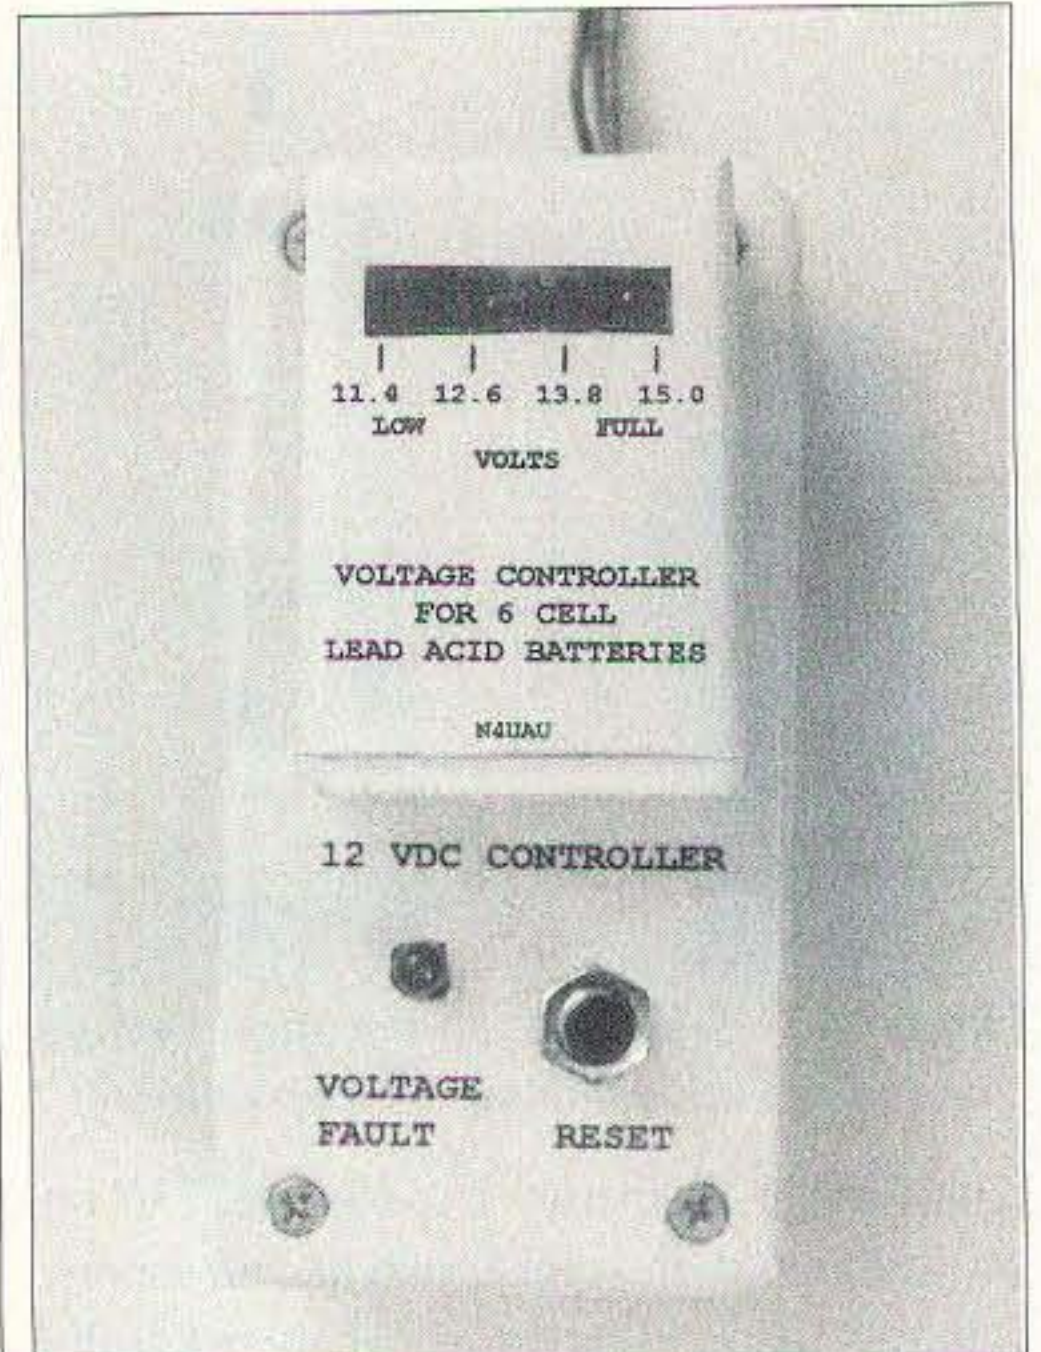 11.4 12.6 13.8 15.0
LOW FULL
VOLTS
VOLTAGE CONTROLLER
FOR 6 CELL
LEAD ACID BATTERIES
N4UAU
12 VDC CONTROLLER
VOLTAGE
FAULT RESET